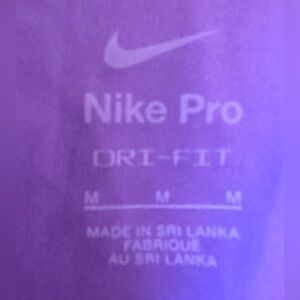 Nike Pro
DRI-FIT
M M M
MADE IN SRI LANKA
FABRIQUE
AU SRI LANKA